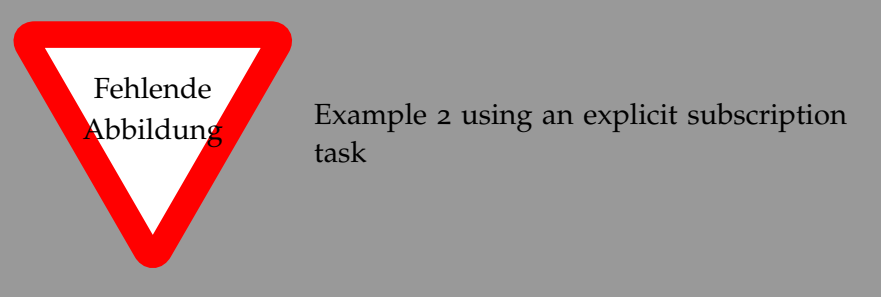 Fehlende
Abbildung
Example 2 using an explicit subscription
task